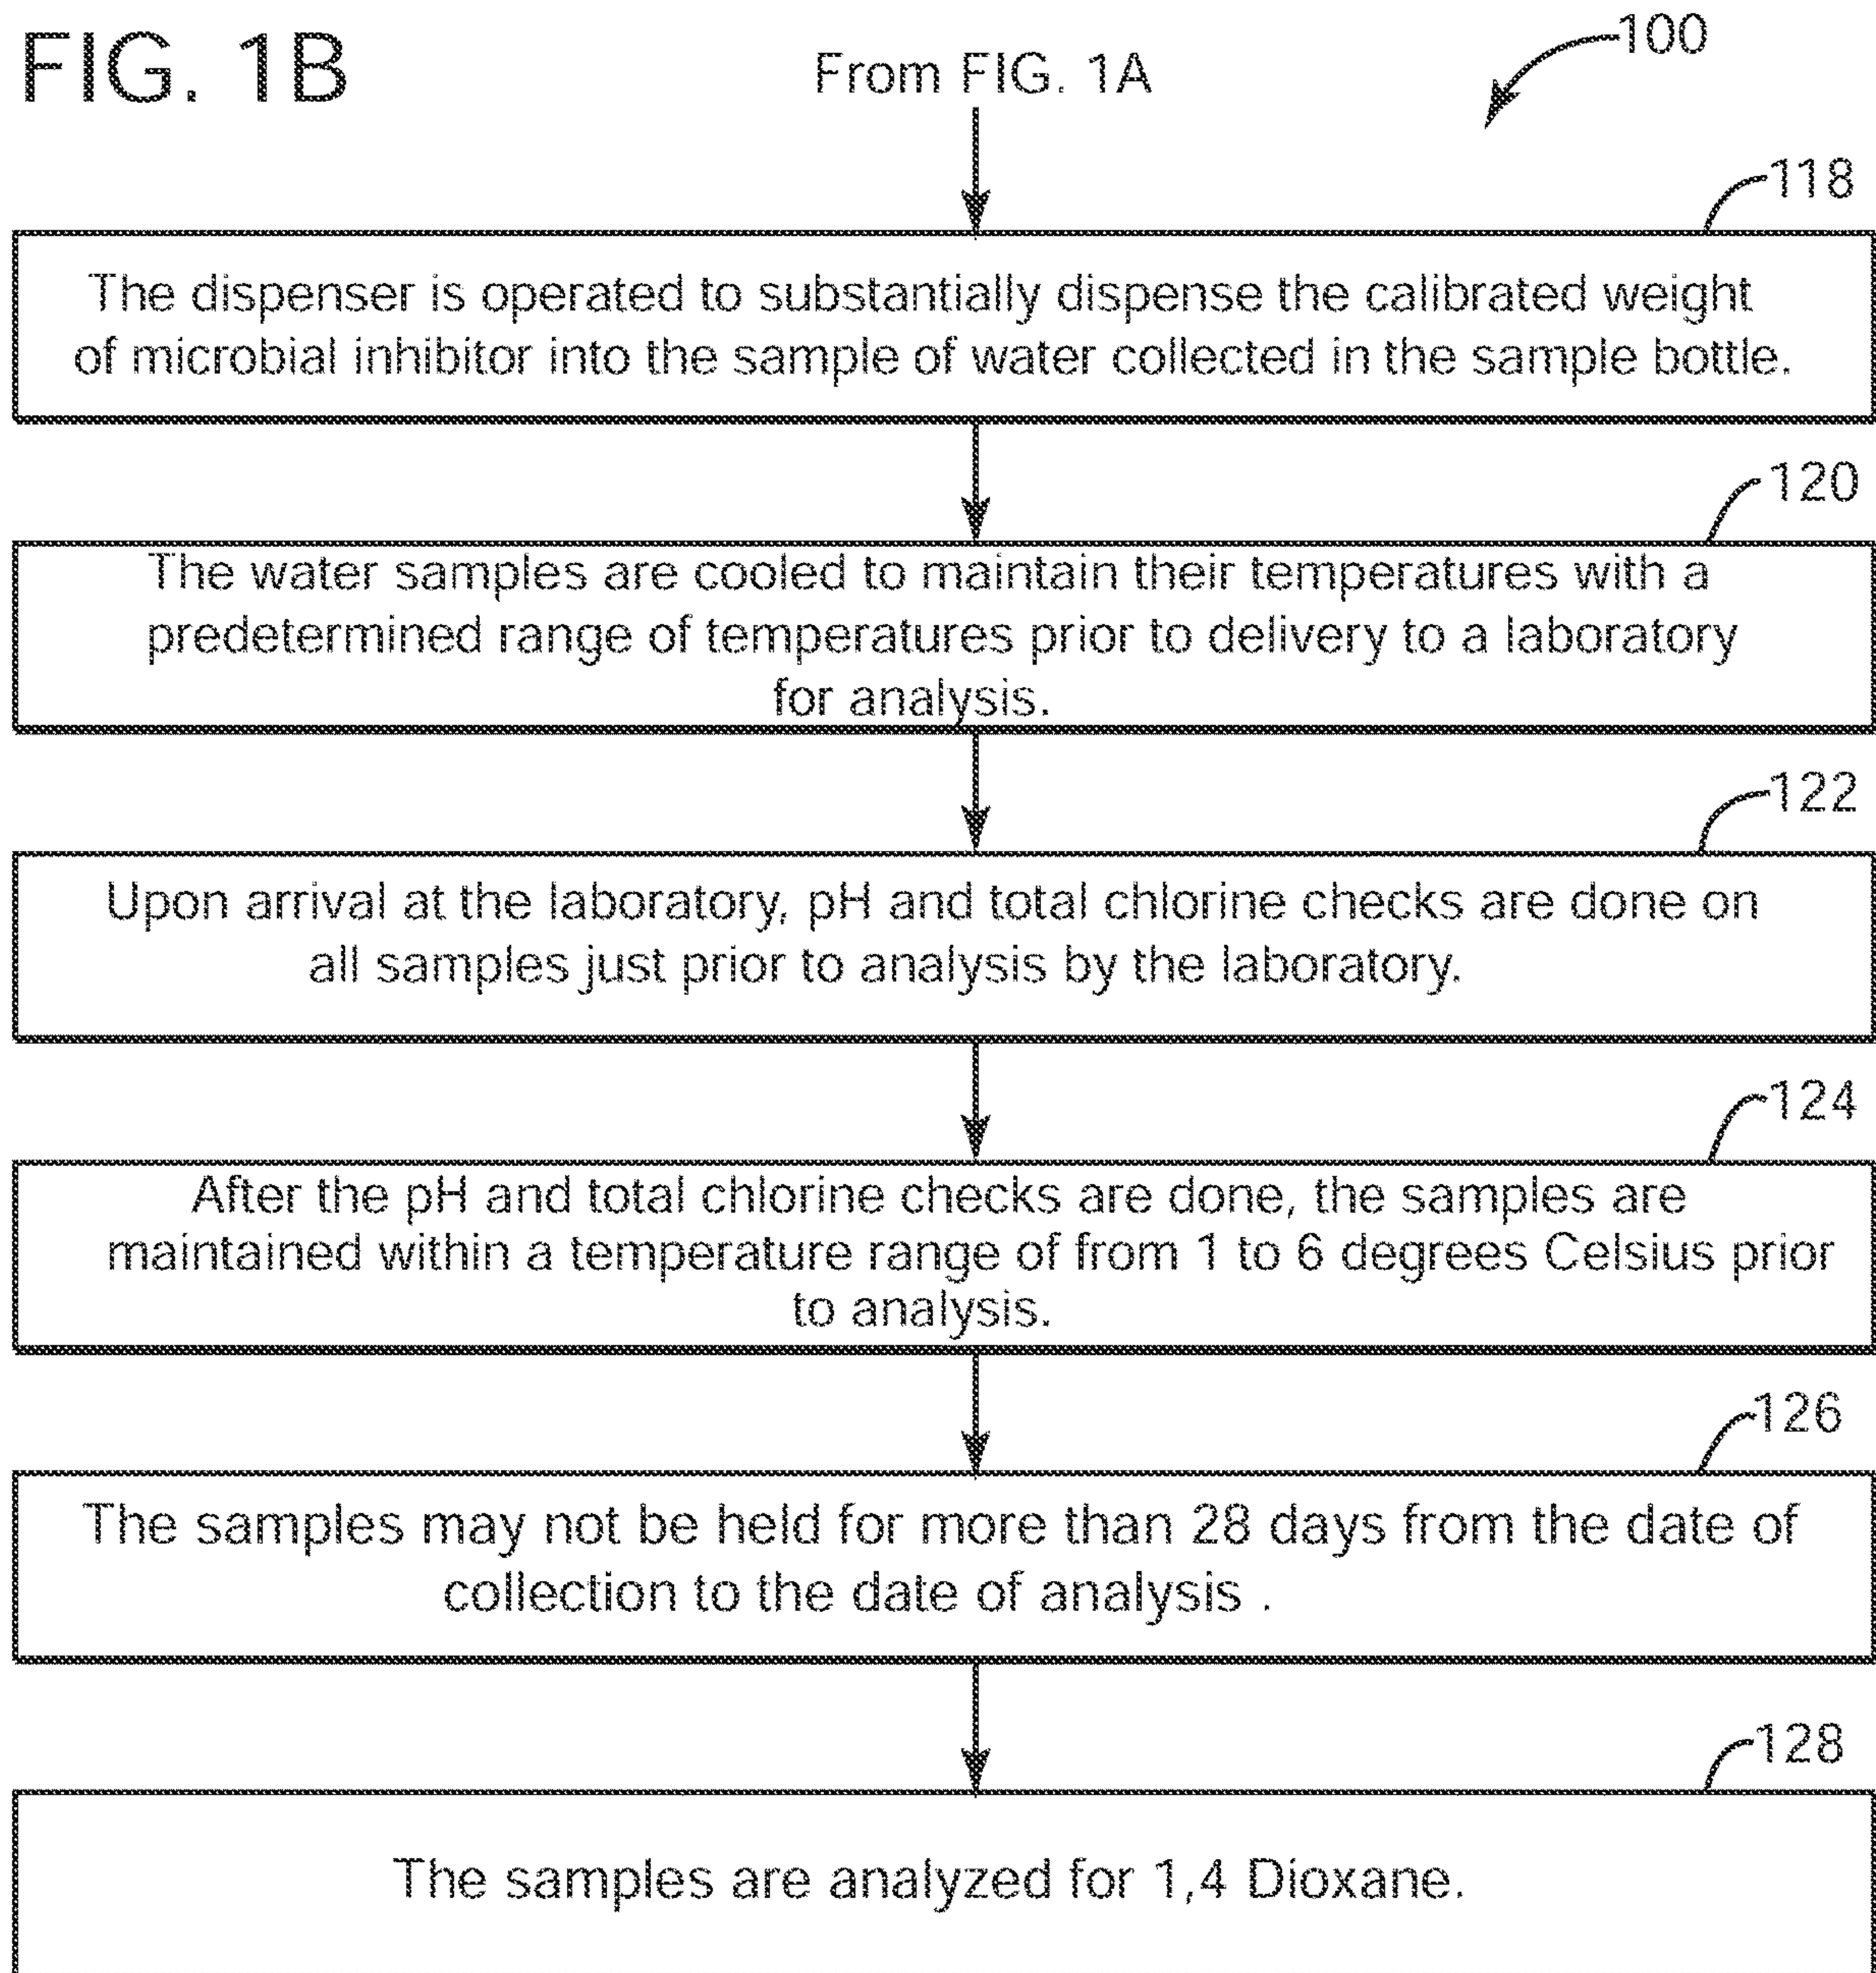 FIG. 1B
From FIG. 1A
100
118
The dispenser is operated to substantially dispense the calibrated weight
of microbial inhibitor into the sample of water collected in the sample bottle.
120
The water samples are cooled to maintain their temperatures with a
predetermined range of temperatures prior to delivery to a laboratory
for analysis.
122
Upon arrival at the laboratory, pH and total chlorine checks are done on
all samples just prior to analysis by the laboratory.
124
After the pH and total chlorine checks are done, the samples are
maintained within a temperature range of from 1 to 6 degrees Celsius prior
to analysis.
126
The samples may not be held for more than 28 days from the date of
collection to the date of analysis .
128
The samples are analyzed for 1,4 Dioxane.